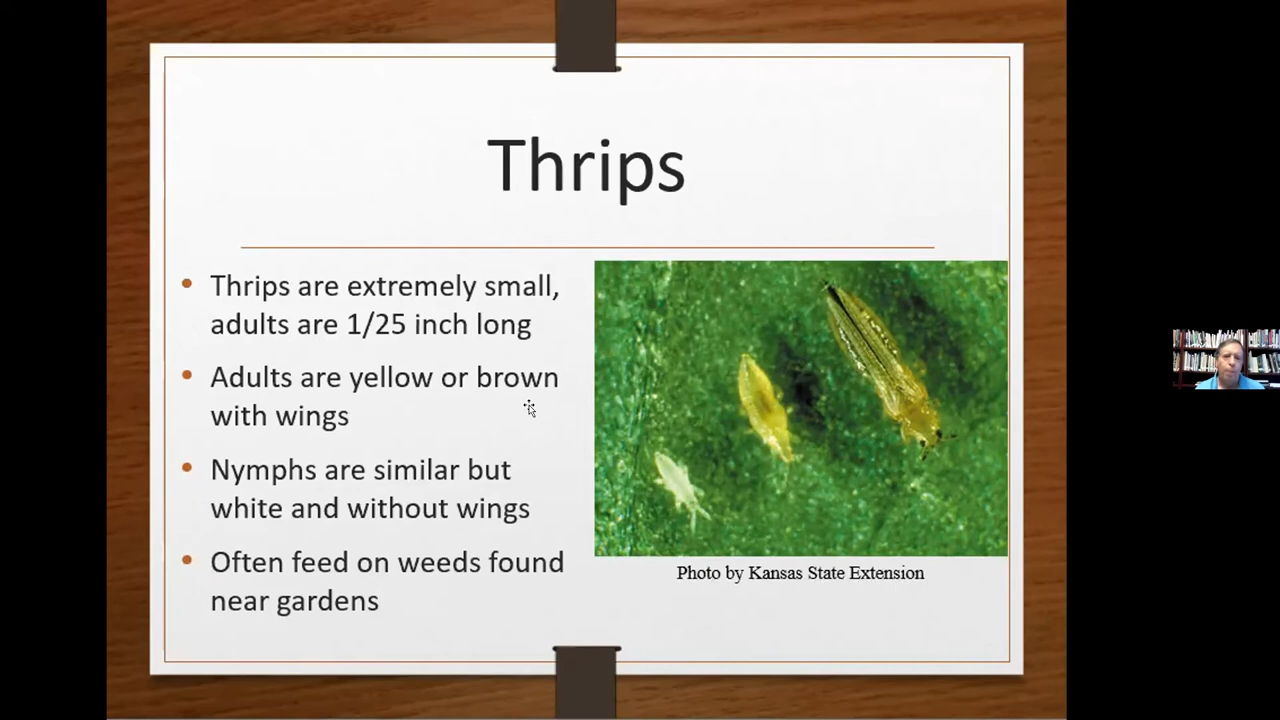 Thrips
• Thrips are extremely small,
adults are 1/25 inch long
• Adults are yellow or brown
with wings
• Nymphs are similar but
white and without wings
• Often feed on weeds found
near gardens
Photo by Kansas State Extension